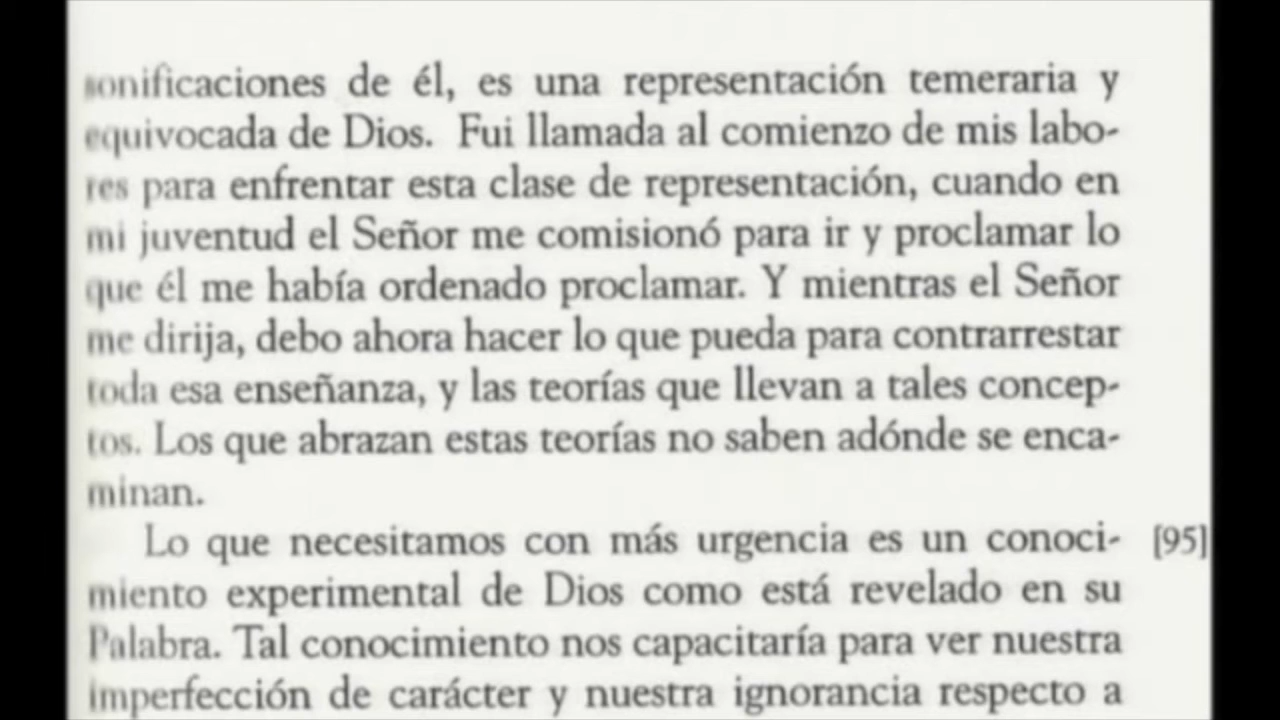 sonificaciones de él, es una representación temeraria y
equivocada de Dios. Fui llamada al comienzo de mis labo-
res para enfrentar esta clase de representación, cuando en
mi juventud el Señor me comisionó para ir y proclamar lo
que él me había ordenado proclamar. Y mientras el Señor
me dirija, debo ahora hacer lo que pueda para contrarrestar
toda esa enseñanza, y las teorías que llevan a tales concep-
tos. Los que abrazan estas teorías no saben adónde se enca-
minan.
Lo que necesitamos con más urgencia es un conoci- [95]
miento experimental de Dios como está revelado en su
Palabra. Tal conocimiento nos capacitaría para ver nuestra
imperfección de carácter y nuestra ignorancia respecto a